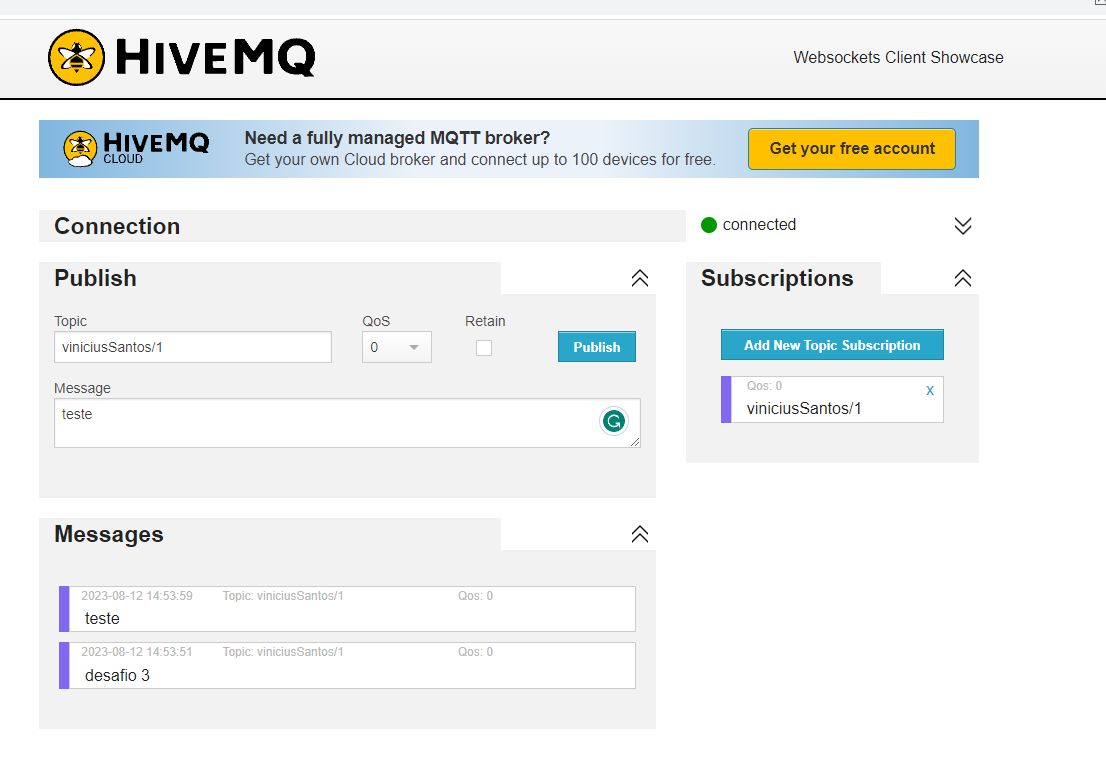 HIVEMQ
Websockets Client Showcase
HIVEMQ
CLOUD
Need a fully managed MQTT broker?
Get your own Cloud broker and connect up to 100 devices for free.
Get your free account
Connection
connected
Publish
Subscriptions
Topic
QoS
Retain
viniciusSantos/1
0
Publish
Add New Topic Subscription
Message
teste
Qos: 0
x
viniciusSantos/1
Messages
2023-08-12 14:53:59 Topic: viniciusSantos/1 Qos: 0
teste
2023-08-12 14:53:51 Topic: viniciusSantos/1 Qos: 0
desafio 3